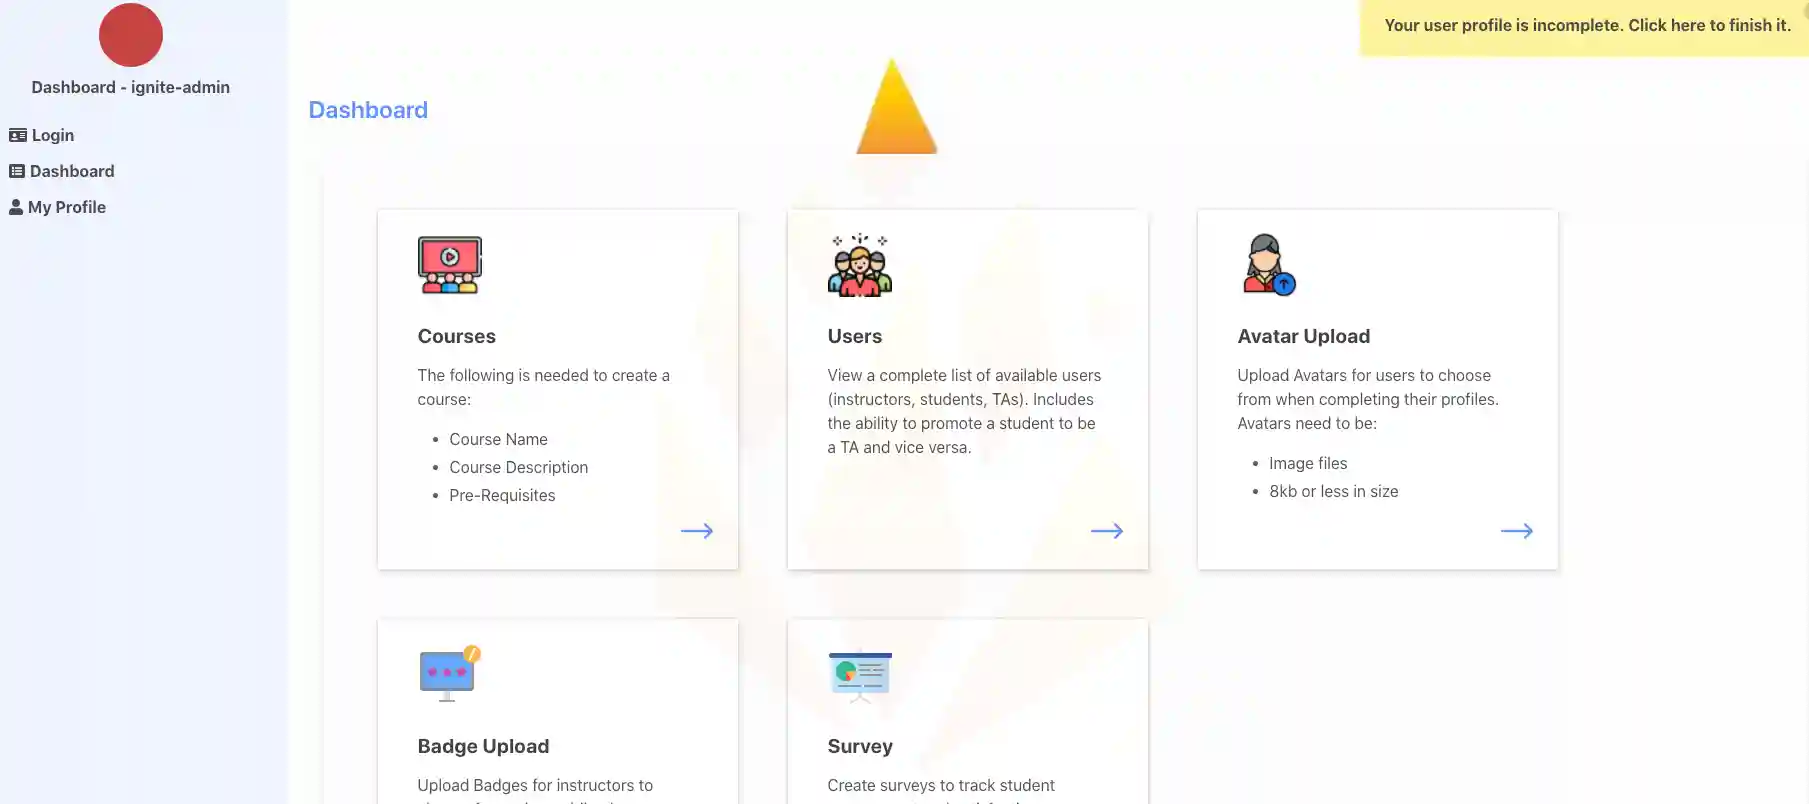 Your user profile is incomplete. Click here to finish it.
Dashboard - ignite-admin
Login
Dashboard
My Profile
Dashboard
Courses
The following is needed to create a
course:
• Course Name
• Course Description
• Pre-Requisites
Users
View a complete list of available users
(instructors, students, TAs). Includes
the ability to promote a student to be
a TA and vice versa.
Avatar Upload
Upload Avatars for users to choose
from when completing their profiles.
Avatars need to be:
• Image files
• 8kb or less in size
Badge Upload
Upload Badges for instructors to
Survey
Create surveys to track student